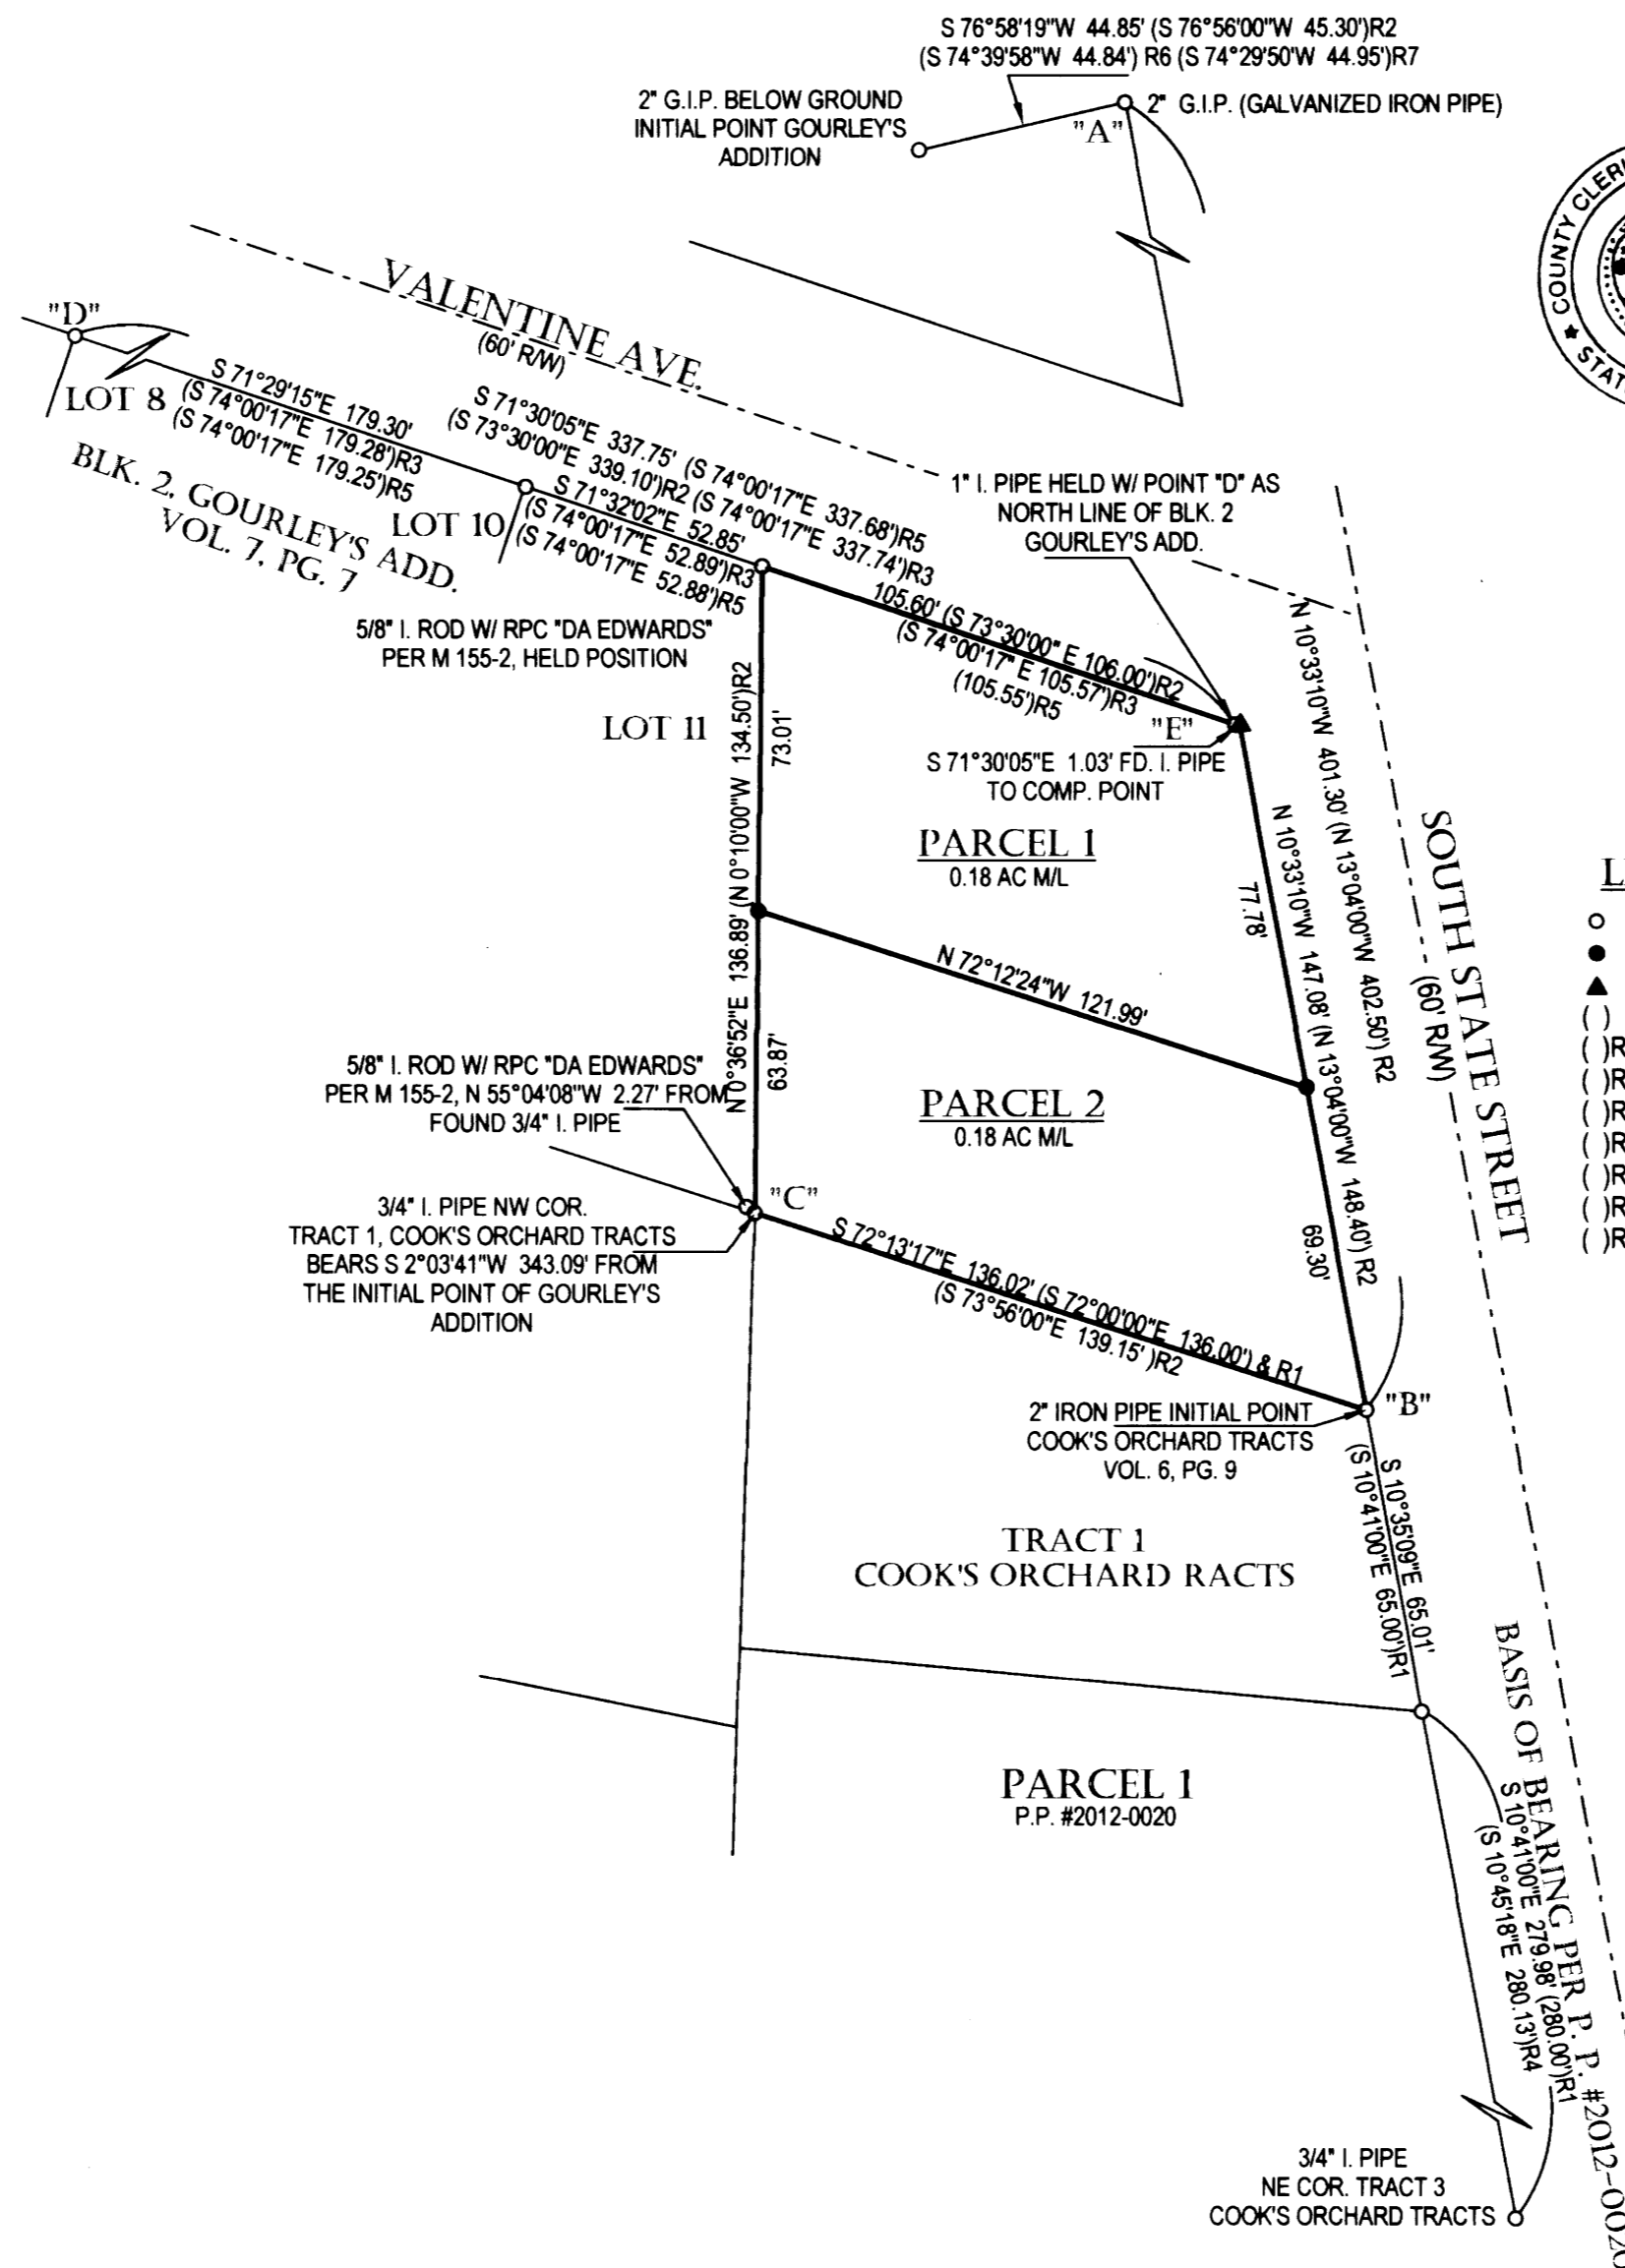 S 76°58'19"W 44.85' (S 76°56'00"W 45.30')R2
(S 74°39'58"W 44.84') R6 (S 74°29'50'W 44.95')R7
2" G.I.P. BELOW GROUND
INITIAL POINT GOURLEY'S
ADDITION
2" G.I.P. (GALVANIZED IRON PIPE)
"A"
COUNTY CLERK
VALENTINE AVE.
(60' R/W)
"D"
LOT 8
S 71°29'15"E 179.30'
(S 74°00'17"E 179.28')R3
(S 74°00'17"E 179.25')R5
BLK. 2, GOURLEY'S ADD.
VOL. 7, PG. 7
LOT 10
S 71°30'05"E 337.75' (S 74°00'17"E 337.68')R5
(S 73°30'00"E 339.10')R2 (S 74°00'17"E 337.74')R3
S 71°32'02"E 52.85'
(S 74°00'17"E 52.89')R3
(S 74°00'17"E 52.88')R5
1" I. PIPE HELD W/ POINT "D" AS
NORTH LINE OF BLK. 2
GOURLEY'S ADD.
105.60' (S 73°30'00" E 106.00')R2
(S 74°00'17" E 105.57')R3
(105.55')R5
5/8" I. ROD W/ RPC "DA EDWARDS"
PER M 155-2, HELD POSITION
LOT 11
"E"
S 71°30'05"E 1.03' FD. I. PIPE
TO COMP. POINT
N 0°36'52"E 136.89' (N 0°10'00"W 134.50')R2
73.01'
PARCEL 1
0.18 AC M/L
77.78'
N 10°33'10"W 147.08' (N 13°04'00"W 148.40') R2
N 10°33'10"W 401.30' (N 13°04'00"W 402.50') R2
SOUTH STATE STREET
(60' R/W)
L
( )
( )R
( )R
( )R
( )R
( )R
( )R
( )R
N 72°12'24"W 121.99'
63.87'
5/8" I. ROD W/ RPC "DA EDWARDS"
PER M 155-2, N 55°04'08"W 2.27' FROM
FOUND 3/4" I. PIPE
PARCEL 2
0.18 AC M/L
"C"
69.30'
3/4" I. PIPE NW COR.
TRACT 1, COOK'S ORCHARD TRACTS
BEARS S 2°03'41"W 343.09' FROM
THE INITIAL POINT OF GOURLEY'S
ADDITION
S 72°13'17"E 136.02' (S 72°00'00"E 136.00') & R1
(S 73°56'00"E 139.15' )R2
"B"
2" IRON PIPE INITIAL POINT
COOK'S ORCHARD TRACTS
VOL. 6, PG. 9
S 10°35'09"E 65.01'
(S 10°41'00"E 65.00')R1
TRACT 1
COOK'S ORCHARD RACTS
PARCEL 1
P.P. #2012-0020
BASIS OF BEARING PER P. P. #2012-0020
S 10°41'00"E 279.98' (280.00')R1
(S 10°45'18"E 280.13')R4
3/4" I. PIPE
NE COR. TRACT 3
COOK'S ORCHARD TRACTS